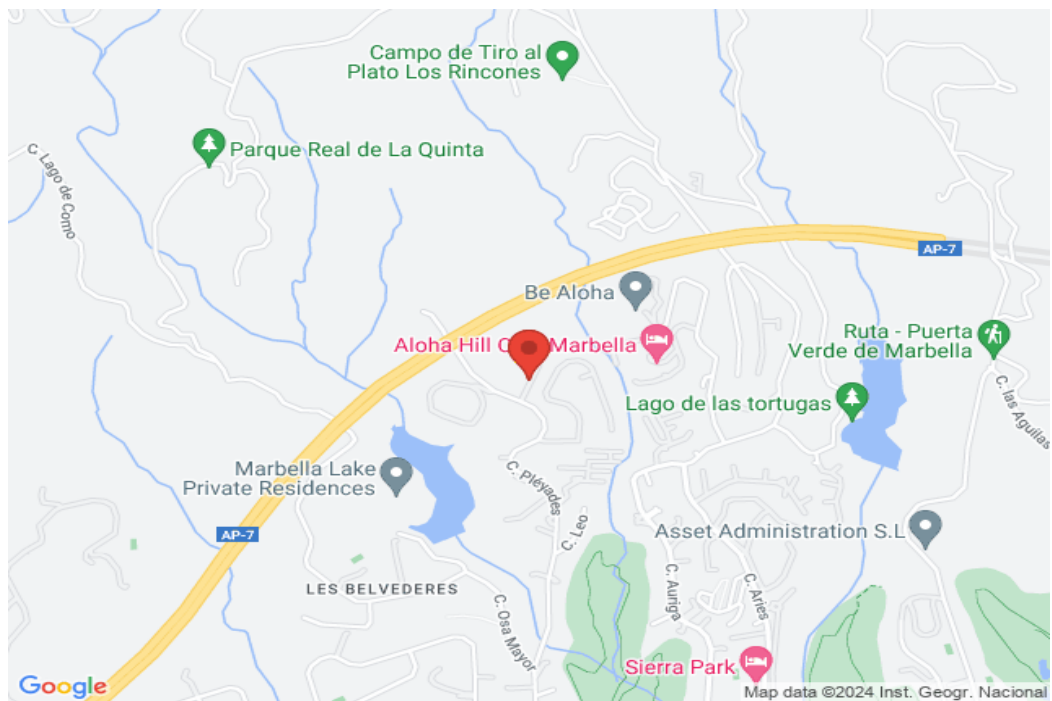 Campo de Tiro al
Plato Los Rincones
Parque Real de La Quinta
C. Lago de Como
AP-7
Be Aloha
Aloha Hill C Marbella
Ruta - Puerta
Verde de Marbella
Lago de las tortugas
C. las Aguilas
Marbella Lake
Private Residences
C. Pléyades
C. Leo
AP-7
Asset Administration S.L
LES BELVEDERES
C. Osa Mayor
C. Auriga
C. Aries
Sierra Park
Google
Map data ©2024 Inst. Geogr. Nacional